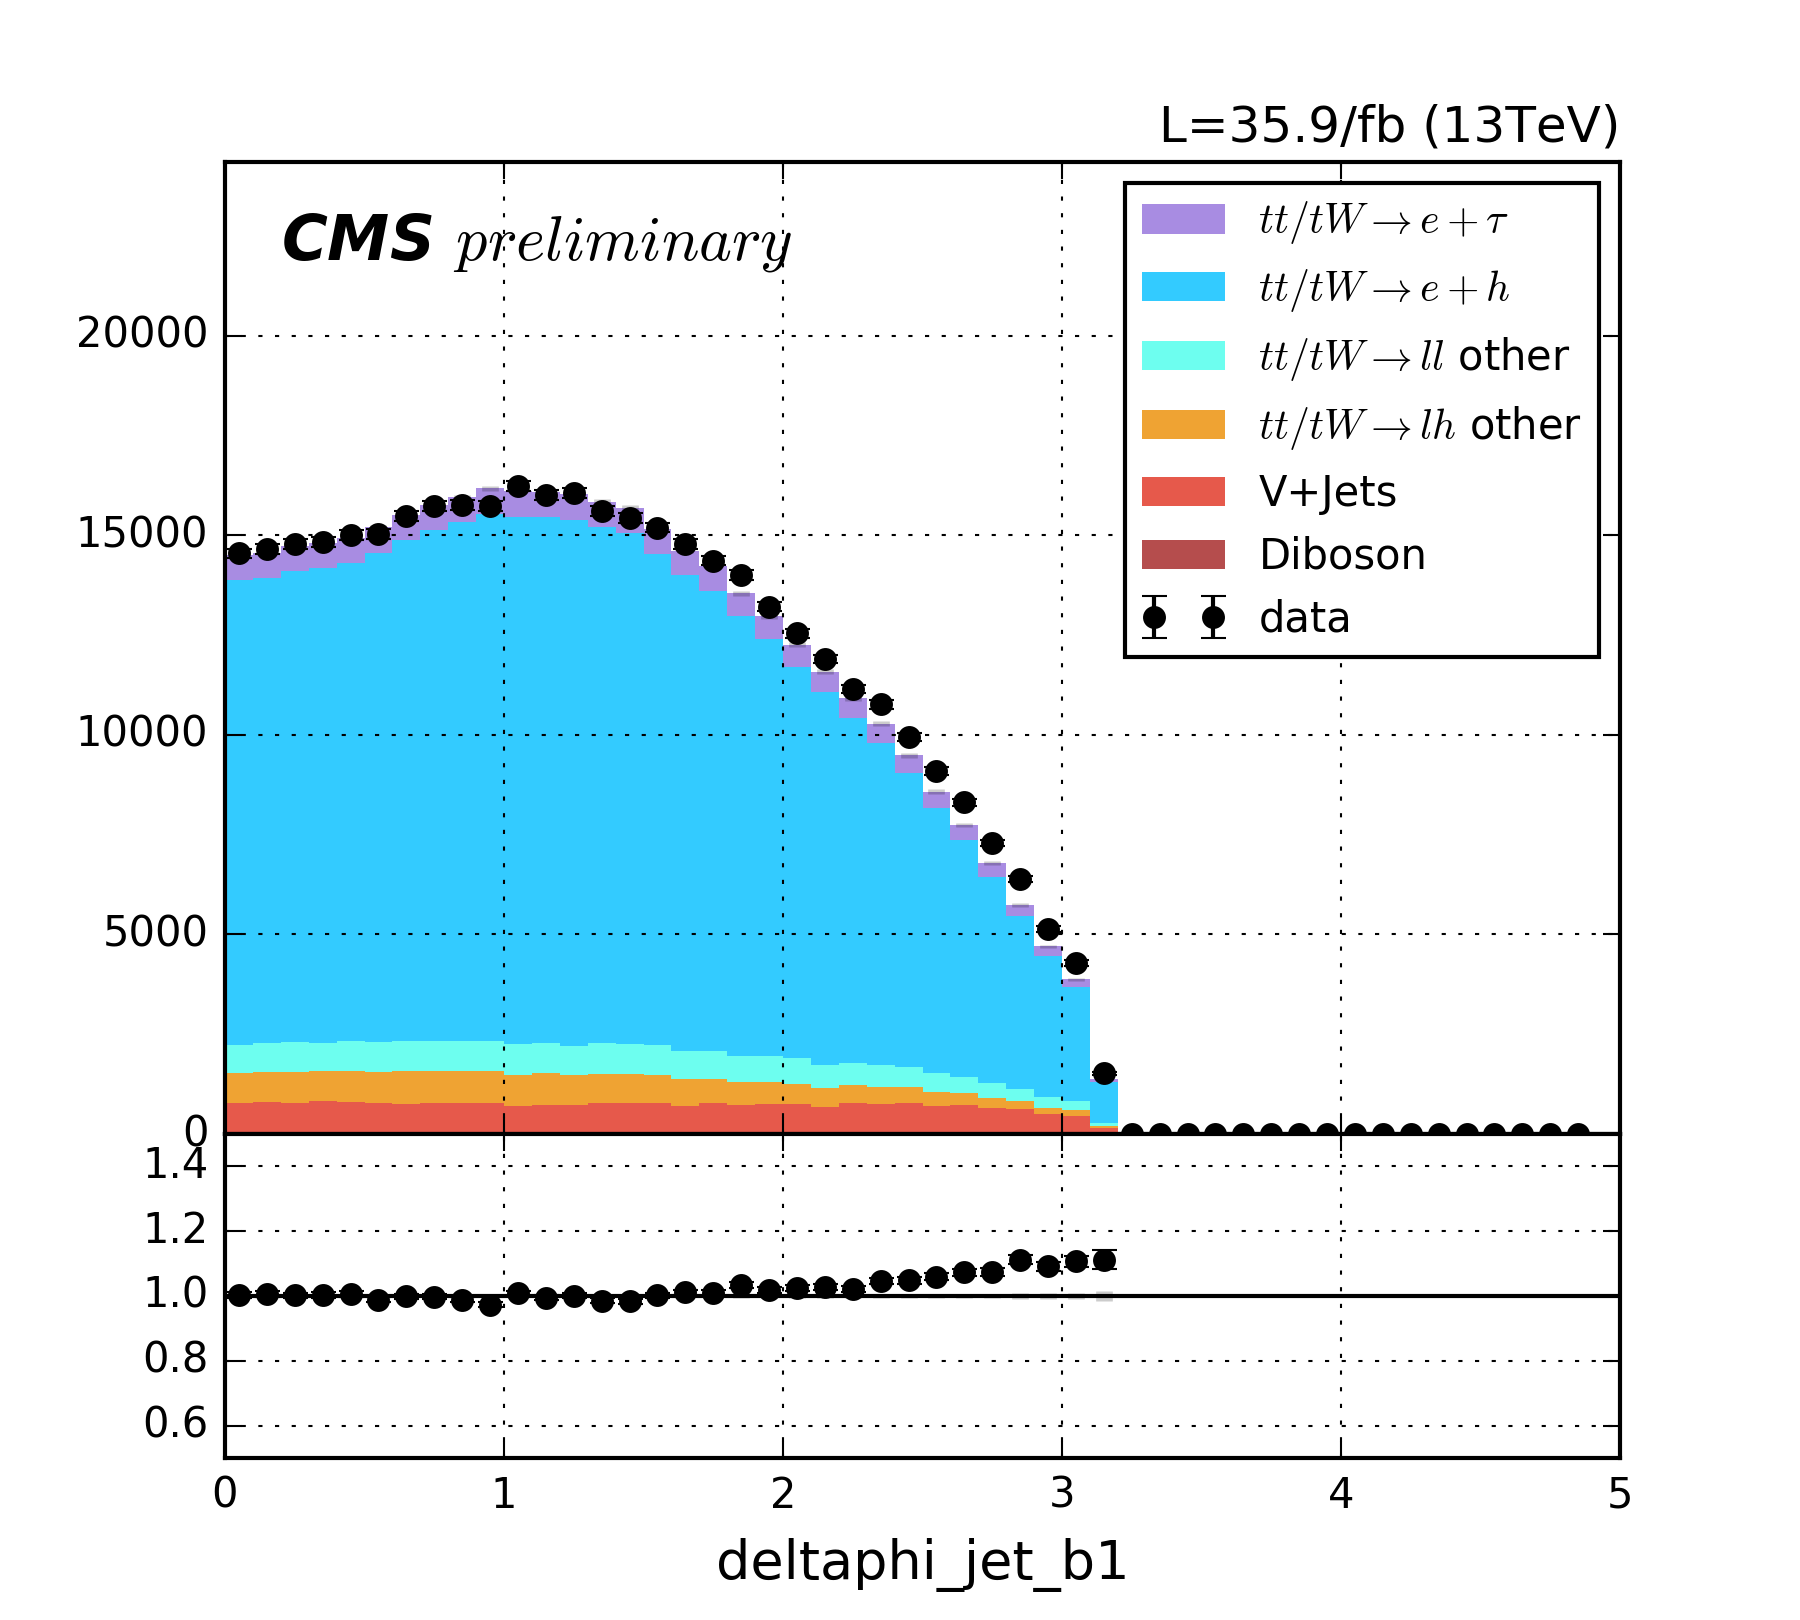 L=35.9/fb (13TeV)
CMS preliminary
tt/tW→e+τ
tt/tW→e+h
tt/tW→ll other
tt/tW→lh other
V+Jets
Diboson
data
20000
15000
10000
5000
0
1.4
1.2
1.0
0.8
0.6
0 1 2 3 4 5
deltaphi_jet_b1